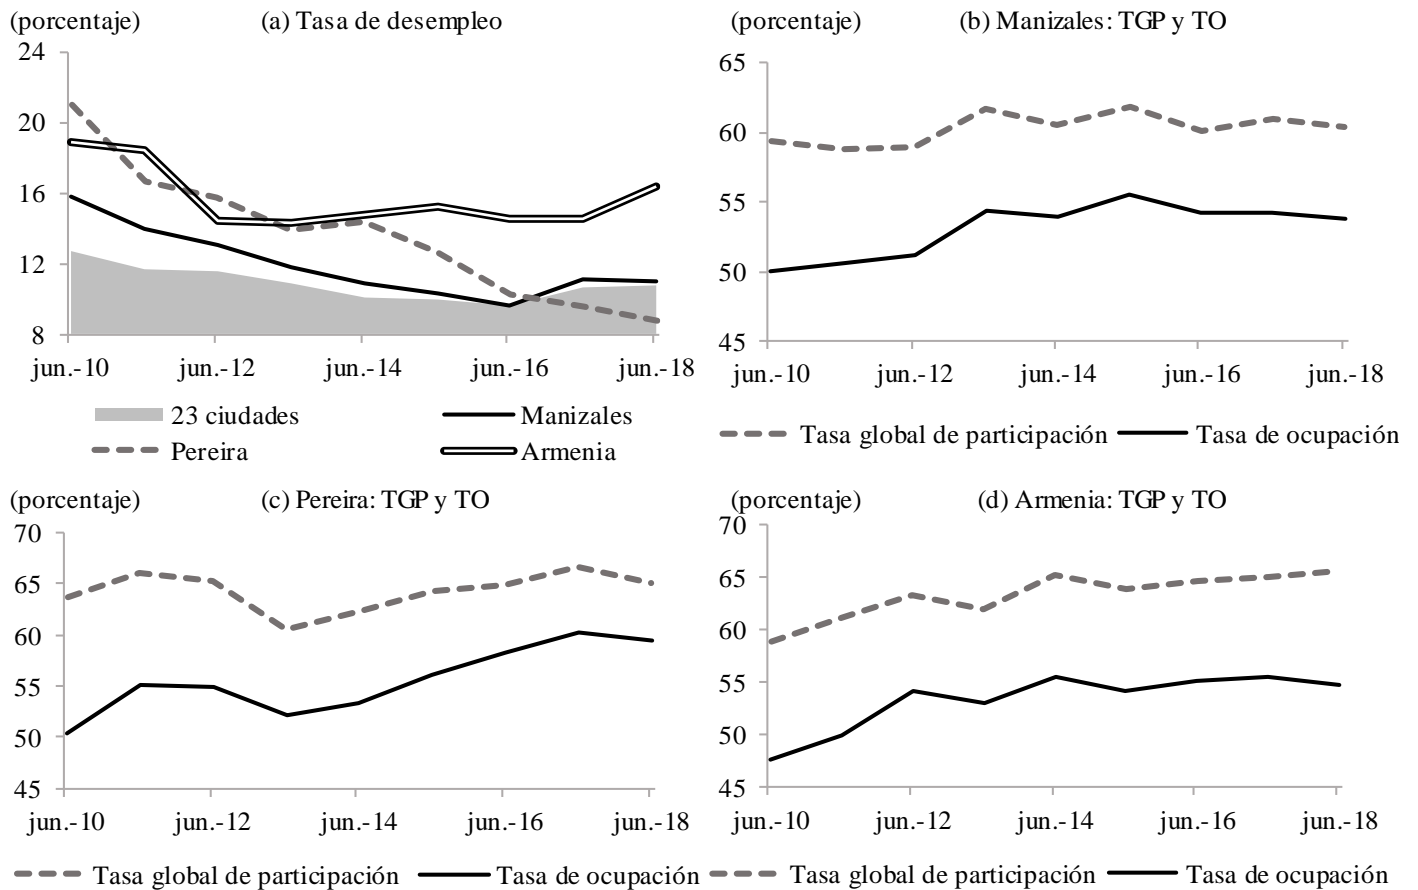 (porcentaje) (a) Tasa de desempleo
24
20
16
12
8
jun.-10 jun.-12 jun.-14 jun.-16 jun.-18
23 ciudades Manizales
Pereira Armenia
(porcentaje) (b) Manizales: TGP y TO
65
60
55
50
45
jun.-10 jun.-12 jun.-14 jun.-16 jun.-18
Tasa global de participación Tasa de ocupación
(porcentaje) (c) Pereira: TGP y TO
70
65
60
55
50
45
jun.-10 jun.-12 jun.-14 jun.-16 jun.-18
Tasa global de participación Tasa de ocupación
(porcentaje) (d) Armenia: TGP y TO
70
65
60
55
50
45
jun.-10 jun.-12 jun.-14 jun.-16 jun.-18
Tasa global de participación Tasa de ocupación